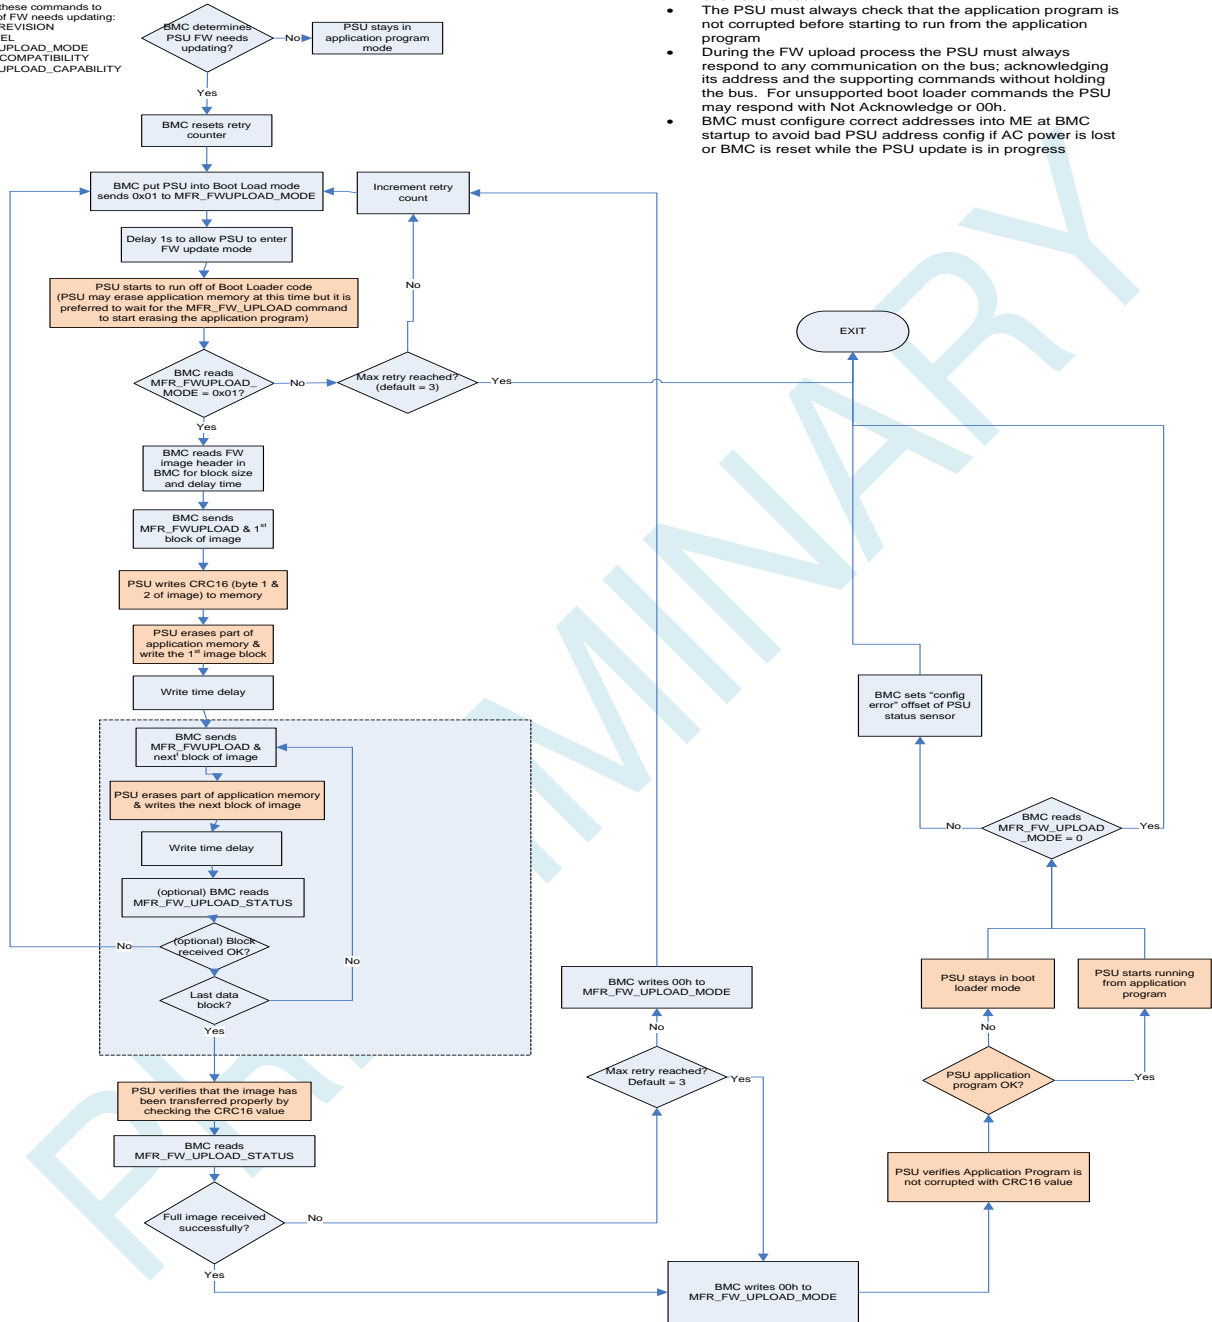 these commands to
of FW needs updating:
REVISION
EL
UPLOAD_MODE
COMPATIBILITY
UPLOAD_CAPABILITY
BMC determines
PSU FW needs
updating?
No
PSU stays in
application program
mode
• The PSU must always check that the application program is
not corrupted before starting to run from the application
program
• During the FW upload process the PSU must always
respond to any communication on the bus; acknowledging
its address and the supporting commands without holding
the bus. For unsupported boot loader commands the PSU
may respond with Not Acknowledge or 00h.
• BMC must configure correct addresses into ME at BMC
startup to avoid bad PSU address config if AC power is lost
or BMC is reset while the PSU update is in progress
Yes
BMC resets retry
counter
BMC put PSU into Boot Load mode
sends 0x01 to MFR_FWUPLOAD_MODE
Increment retry
count
Delay 1s to allow PSU to enter
FW update mode
No
PSU starts to run off of Boot Loader code
(PSU may erase application memory at this time but it is
preferred to wait for the MFR_FW_UPLOAD command
to start erasing the application program)
EXIT
BMC reads
MFR_FWUPLOAD_
MODE = 0x01?
No
Max retry reached?
(default = 3)
Yes
Yes
BMC reads FW
image header in
BMC for block size
and delay time
BMC sends
MFR_FWUPLOAD & 1st
block of image
PSU writes CRC16 (byte 1 &
2 of image) to memory
PSU erases part of
application memory &
write the 1st image block
Write time delay
BMC sets “config
error” offset of PSU
status sensor
BMC sends
MFR_FWUPLOAD &
nextt block of image
PSU erases part of application memory
& writes the next block of image
Write time delay
No
BMC reads
MFR_FW_UPLOAD
_MODE = 0
Yes
(optional) BMC reads
MFR_FW_UPLOAD_STATUS
No
(optional) Block
received OK?
No
Last data
block?
Yes
BMC writes 00h to
MFR_FW_UPLOAD_MODE
PSU stays in boot
loader mode
PSU starts running
from application
program
No
No
Max retry reached?
Default = 3
Yes
PSU application
program OK?
Yes
PSU verifies that the image has
been transferred properly by
checking the CRC16 value
BMC reads
MFR_FW_UPLOAD_STATUS
PSU verifies Application Program is
not corrupted with CRC16 value
Full image received
successfully?
No
Yes
BMC writes 00h to
MFR_FW_UPLOAD_MODE